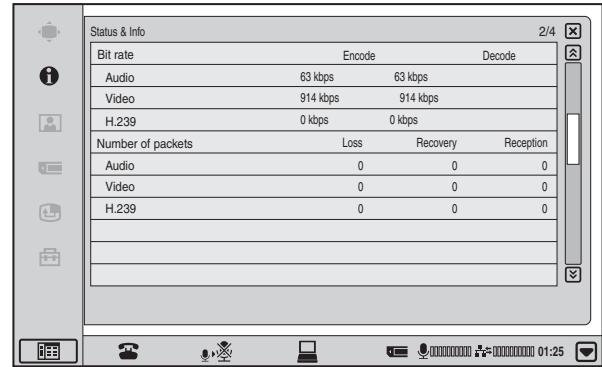 Status & Info 2/4
Bit rate Encode Decode
Audio 63 kbps 63 kbps
Video 914 kbps 914 kbps
H.239 0 kbps 0 kbps
Number of packets Loss Recovery Reception
Audio 0 0 0
Video 0 0 0
H.239 0 0 0
01:25